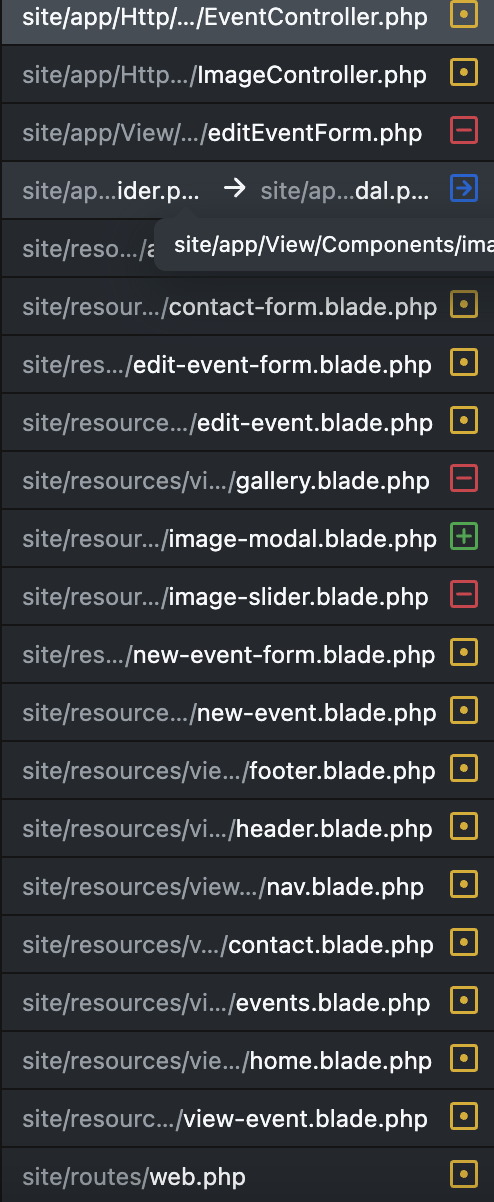 site/app/Http/.../EventController.php
site/app/Http.../ImageController.php
site/app/View/.../editEventForm.php
site/ap...ider.p... → site/ap...dal.p...
site/reso.../
site/app/View/Components/ima
site/resour.../contact-form.blade.php
site/res.../edit-event-form.blade.php
site/resource.../edit-event.blade.php
site/resources/vi.../gallery.blade.php
site/resour.../image-modal.blade.php
site/resour.../image-slider.blade.php
site/res.../new-event-form.blade.php
site/resource.../new-event.blade.php
site/resources/vie.../footer.blade.php
site/resources/vi.../header.blade.php
site/resources/view.../nav.blade.php
site/resources/v.../contact.blade.php
site/resources/vi.../events.blade.php
site/resources/vie.../home.blade.php
site/resourc.../view-event.blade.php
site/routes/web.php